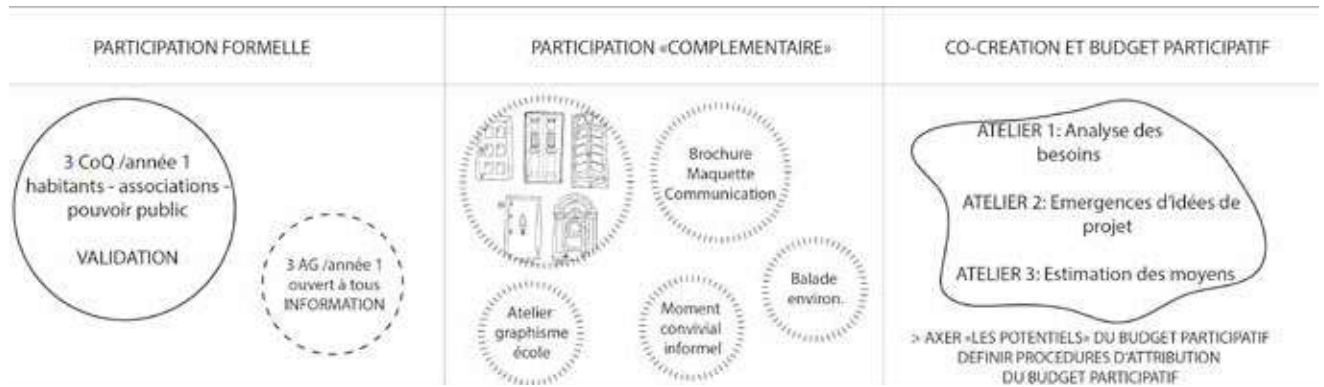 PARTICIPATION FORMELLE
3 CoQ /année 1
habitants - associations -
pouvoir public
VALIDATION
3 AG /année 1
ouvert à tous
INFORMATION
PARTICIPATION «COMPLEMENTAIRE»
Brochure
Maquette
Communication
Balade
environ.
Atelier
graphisme
école
Moment
convivial
informel
CO-CREATION ET BUDGET PARTICIPATIF
ATELIER 1: Analyse des
besoins
ATELIER 2: Emergences d'idées de
projet
ATELIER 3: Estimation des moyens
> AXER «LES POTENTIELS» DU BUDGET PARTICIPATIF
DEFINIR PROCEDURES D'ATTRIBUTION
DU BUDGET PARTICIPATIF